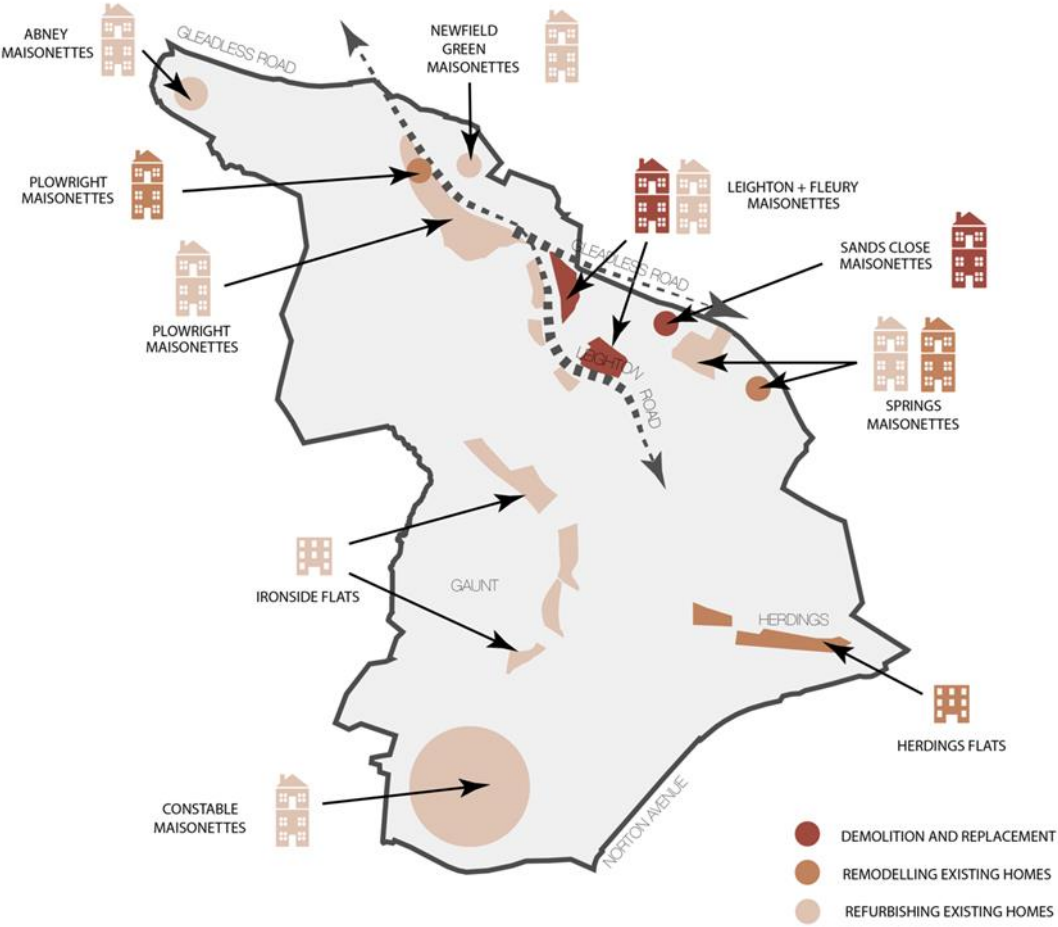 ABNEY
MAISONETTES
GLEADLESS ROAD
NEWFIELD
GREEN
MAISONETTES
PLOWRIGHT
MAISONETTES
LEIGHTON + FLEURY
MAISONETTES
SANDS CLOSE
MAISONETTES
GLEADLESS ROAD
PLOWRIGHT
MAISONETTES
LEIGHTON
ROAD
SPRINGS
MAISONETTES
IRONSIDE FLATS
GAUNT
HERDINGS
HERDINGS FLATS
CONSTABLE
MAISONETTES
NORTON AVENUE
DEMOLITION AND REPLACEMENT
REMODELLING EXISTING HOMES
REFURBISHING EXISTING HOMES